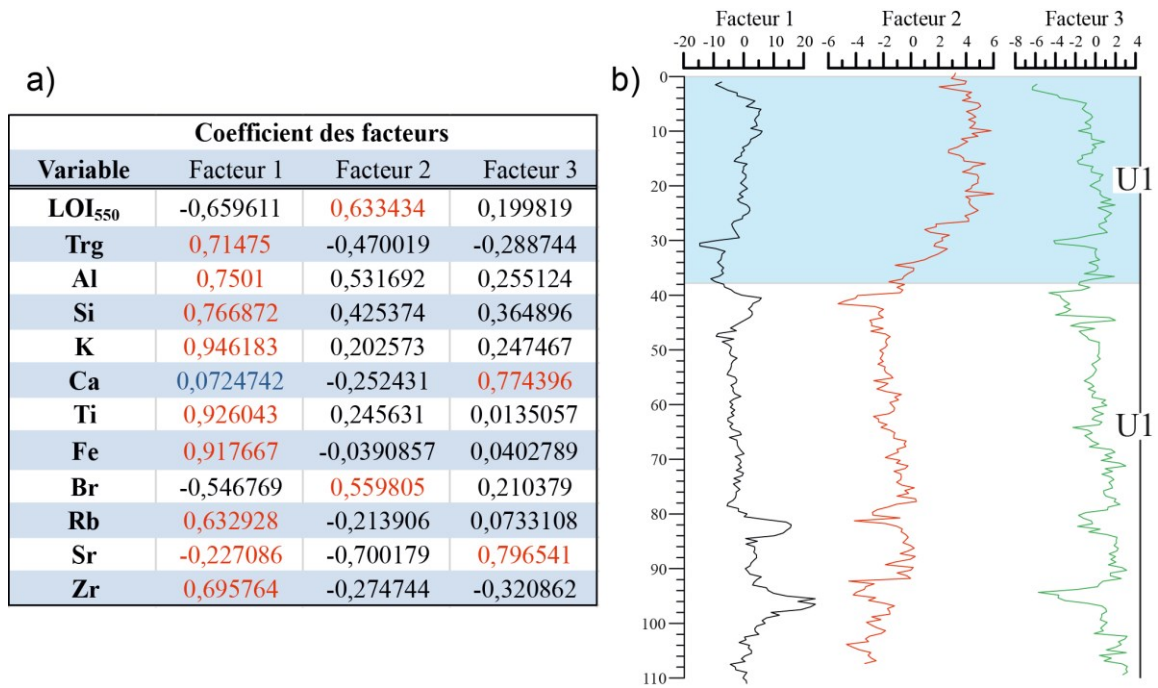 a)
Coefficient des facteurs
Variable Facteur 1 Facteur 2 Facteur 3
LOI550 -0,659611 0,633434 0,199819
Trg 0,71475 -0,470019 -0,288744
Al 0,7501 0,531692 0,255124
Si 0,766872 0,425374 0,364896
K 0,946183 0,202573 0,247467
Ca 0,0724742 -0,252431 0,774396
Ti 0,926043 0,245631 0,0135057
Fe 0,917667 -0,0390857 0,0402789
Br -0,546769 0,559805 0,210379
Rb 0,632928 -0,213906 0,0733108
Sr -0,227086 -0,700179 0,796541
Zr 0,695764 -0,274744 -0,320862
b)
Facteur 1 Facteur 2 Facteur 3
-20 -10 0 10 20 -6 -4 -2 0 2 4 6 -8 -6 -4 -2 0 2 4
0
10
20
U1
30
40
50
60
U1
70
80
90
100
110